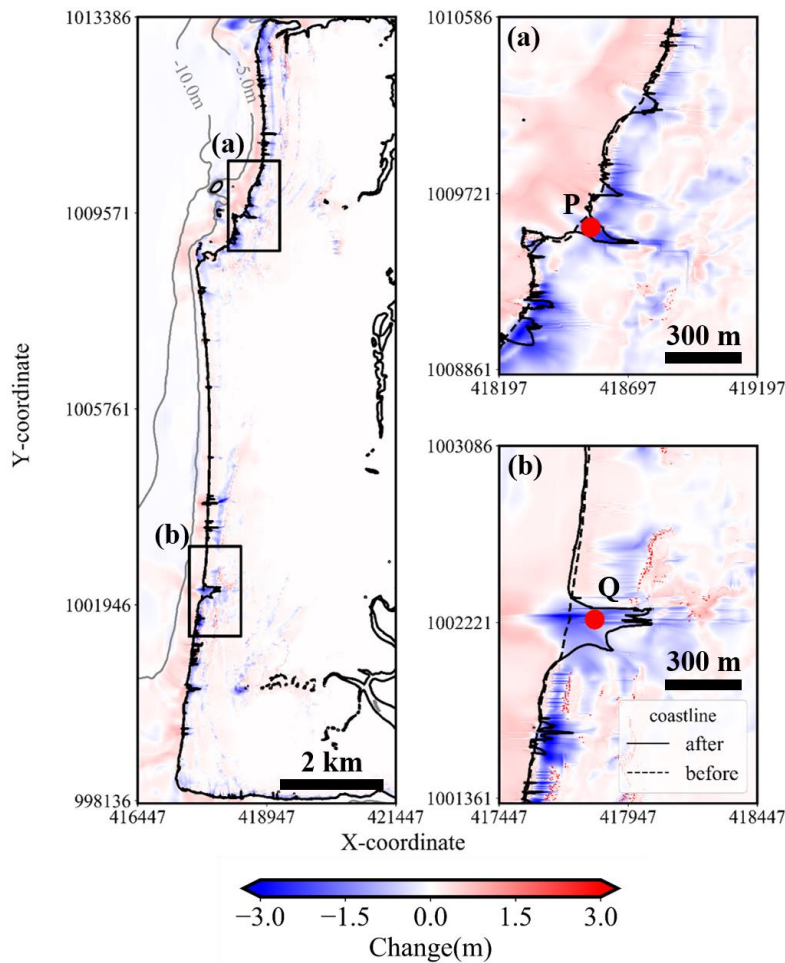 1013386
-10.0m
-5.0m
(a)
1009571
Y-coordinate
1005761
(b)
1001946
2 km
998136
416447
418947
421447
X-coordinate
1010586
(a)
1009721
P
300 m
1008861
418197
418697
419197
1003086
(b)
Q
1002221
300 m
coastline
after
before
1001361
417447
417947
418447
−3.0
−1.5
0.0
1.5
3.0
Change(m)